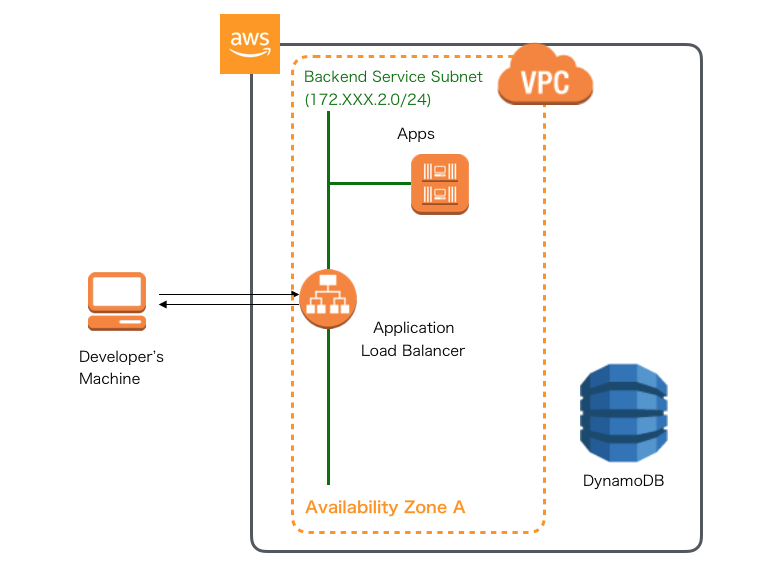 aws
VPC
Backend Service Subnet
(172.XXX.2.0/24)
Apps
Application
Load Balancer
Developer's
Machine
DynamoDB
Availability Zone A